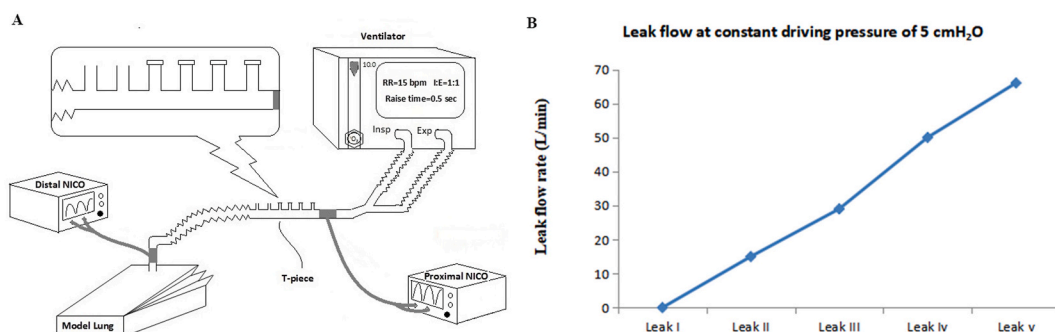 A
Ventilator
10.0
RR=15 bpm I:E=1:1
Raise time=0.5 sec
Insp Exp
Distal NICO
T-piece
Proximal NICO
Model Lung
B
Leak flow at constant driving pressure of 5 cmH₂O
Leak flow rate (L/min)
70
60
50
40
30
20
10
0
Leak I Leak II Leak III Leak Iv Leak v